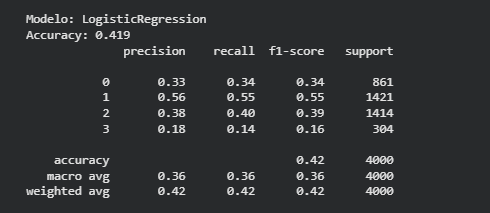 Modelo: LogisticRegression
Accuracy: 0.419
precision recall f1-score support
0 0.33 0.34 0.34 861
1 0.56 0.55 0.55 1421
2 0.38 0.40 0.39 1414
3 0.18 0.14 0.16 304
accuracy 0.42 4000
macro avg 0.36 0.36 0.36 4000
weighted avg 0.42 0.42 0.42 4000